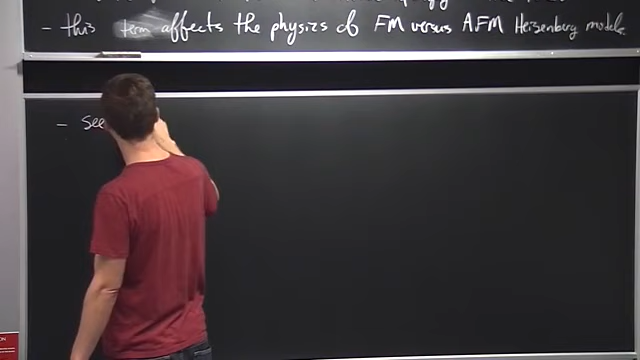 - this term affects the physics of FM versus AFM Heisenberg models
- see